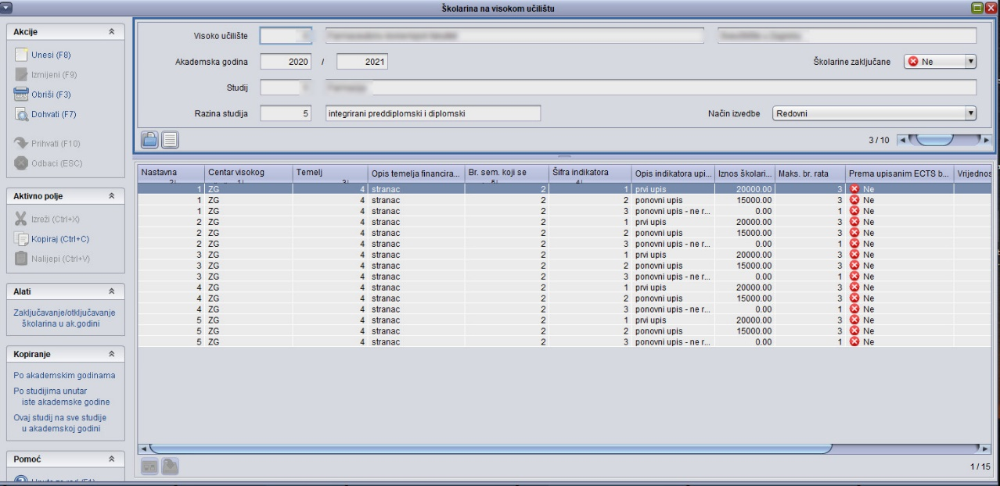 Školarina na visokom učilištu
Akcije
Unesi (F8)
Izmijeni (F9)
Obriši (F3)
Dohvati (F7)
Prihvati (F10)
Odbaci (ESC)
Aktivno polje
Izreži (Ctrl+X)
Kopiraj (Ctrl+C)
Nalijepi (Ctrl+V)
Alati
Zaključavanje/otključavanje
školarina u ak.godini
Kopiranje
Po akademskim godinama
Po studijima unutar
iste akademske godine
Ovaj studij na sve studije
u akademskoj godini
Pomoć
Visoko učilište
Akademska godina 2020 / 2021 Školarine zaključane Ne
Studij
Razina studija 5 integrirani preddiplomski i diplomski Način izvedbe Redovni
3 / 10
Nastavna Centar visokog Temelj Opis temelja financira... Br. sem. koji se Šifra indikatora Opis indikatora upi... Iznos školari... Maks. br. rata Prema upisanim ECTS b... Vrijednos
1 ZG 4 stranac 2 1 prvi upis 20000.00 3 Ne
1 ZG 4 stranac 2 2 ponovni upis 15000.00 3 Ne
1 ZG 4 stranac 2 3 ponovni upis - ne r... 0.00 1 Ne
2 ZG 4 stranac 2 1 prvi upis 20000.00 3 Ne
2 ZG 4 stranac 2 2 ponovni upis 15000.00 3 Ne
2 ZG 4 stranac 2 3 ponovni upis - ne r... 0.00 1 Ne
3 ZG 4 stranac 2 1 prvi upis 20000.00 3 Ne
3 ZG 4 stranac 2 2 ponovni upis 15000.00 3 Ne
3 ZG 4 stranac 2 3 ponovni upis - ne r... 0.00 1 Ne
4 ZG 4 stranac 2 1 prvi upis 20000.00 3 Ne
4 ZG 4 stranac 2 2 ponovni upis 15000.00 3 Ne
4 ZG 4 stranac 2 3 ponovni upis - ne r... 0.00 1 Ne
5 ZG 4 stranac 2 1 prvi upis 20000.00 3 Ne
5 ZG 4 stranac 2 2 ponovni upis 15000.00 3 Ne
5 ZG 4 stranac 2 3 ponovni upis - ne r... 0.00 1 Ne
1 / 15